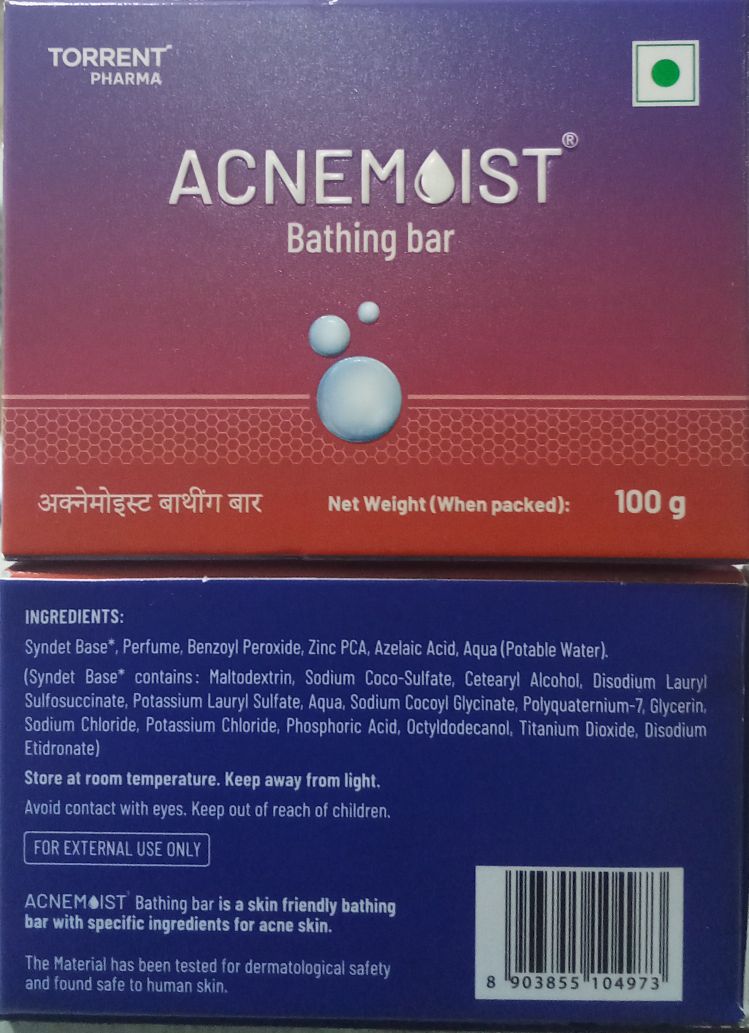 TORRENT
PHARMA
ACNEMOIST®
Bathing bar
अक्नेमोइस्ट बाथींग बार
Net Weight (When packed): 100 g
INGREDIENTS:
Syndet Base*, Perfume, Benzoyl Peroxide, Zinc PCA, Azelaic Acid, Aqua (Potable Water).
(Syndet Base* contains: Maltodextrin, Sodium Coco-Sulfate, Cetearyl Alcohol, Disodium Lauryl
Sulfosuccinate, Potassium Lauryl Sulfate, Aqua, Sodium Cocoyl Glycinate, Polyquaternium-7, Glycerin,
Sodium Chloride, Potassium Chloride, Phosphoric Acid, Octyldodecanol, Titanium Dioxide, Disodium
Etidronate)
Store at room temperature. Keep away from light.
Avoid contact with eyes. Keep out of reach of children.
FOR EXTERNAL USE ONLY
ACNEMOIST® Bathing bar is a skin friendly bathing
bar with specific ingredients for acne skin.
The Material has been tested for dermatological safety
and found safe to human skin.
8 903855 104973